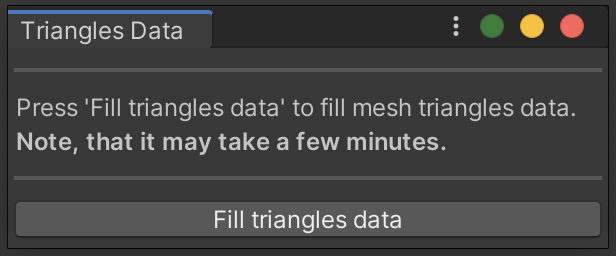 Triangles Data
Press 'Fill triangles data' to fill mesh triangles data.
Note, that it may take a few minutes.
Fill triangles data